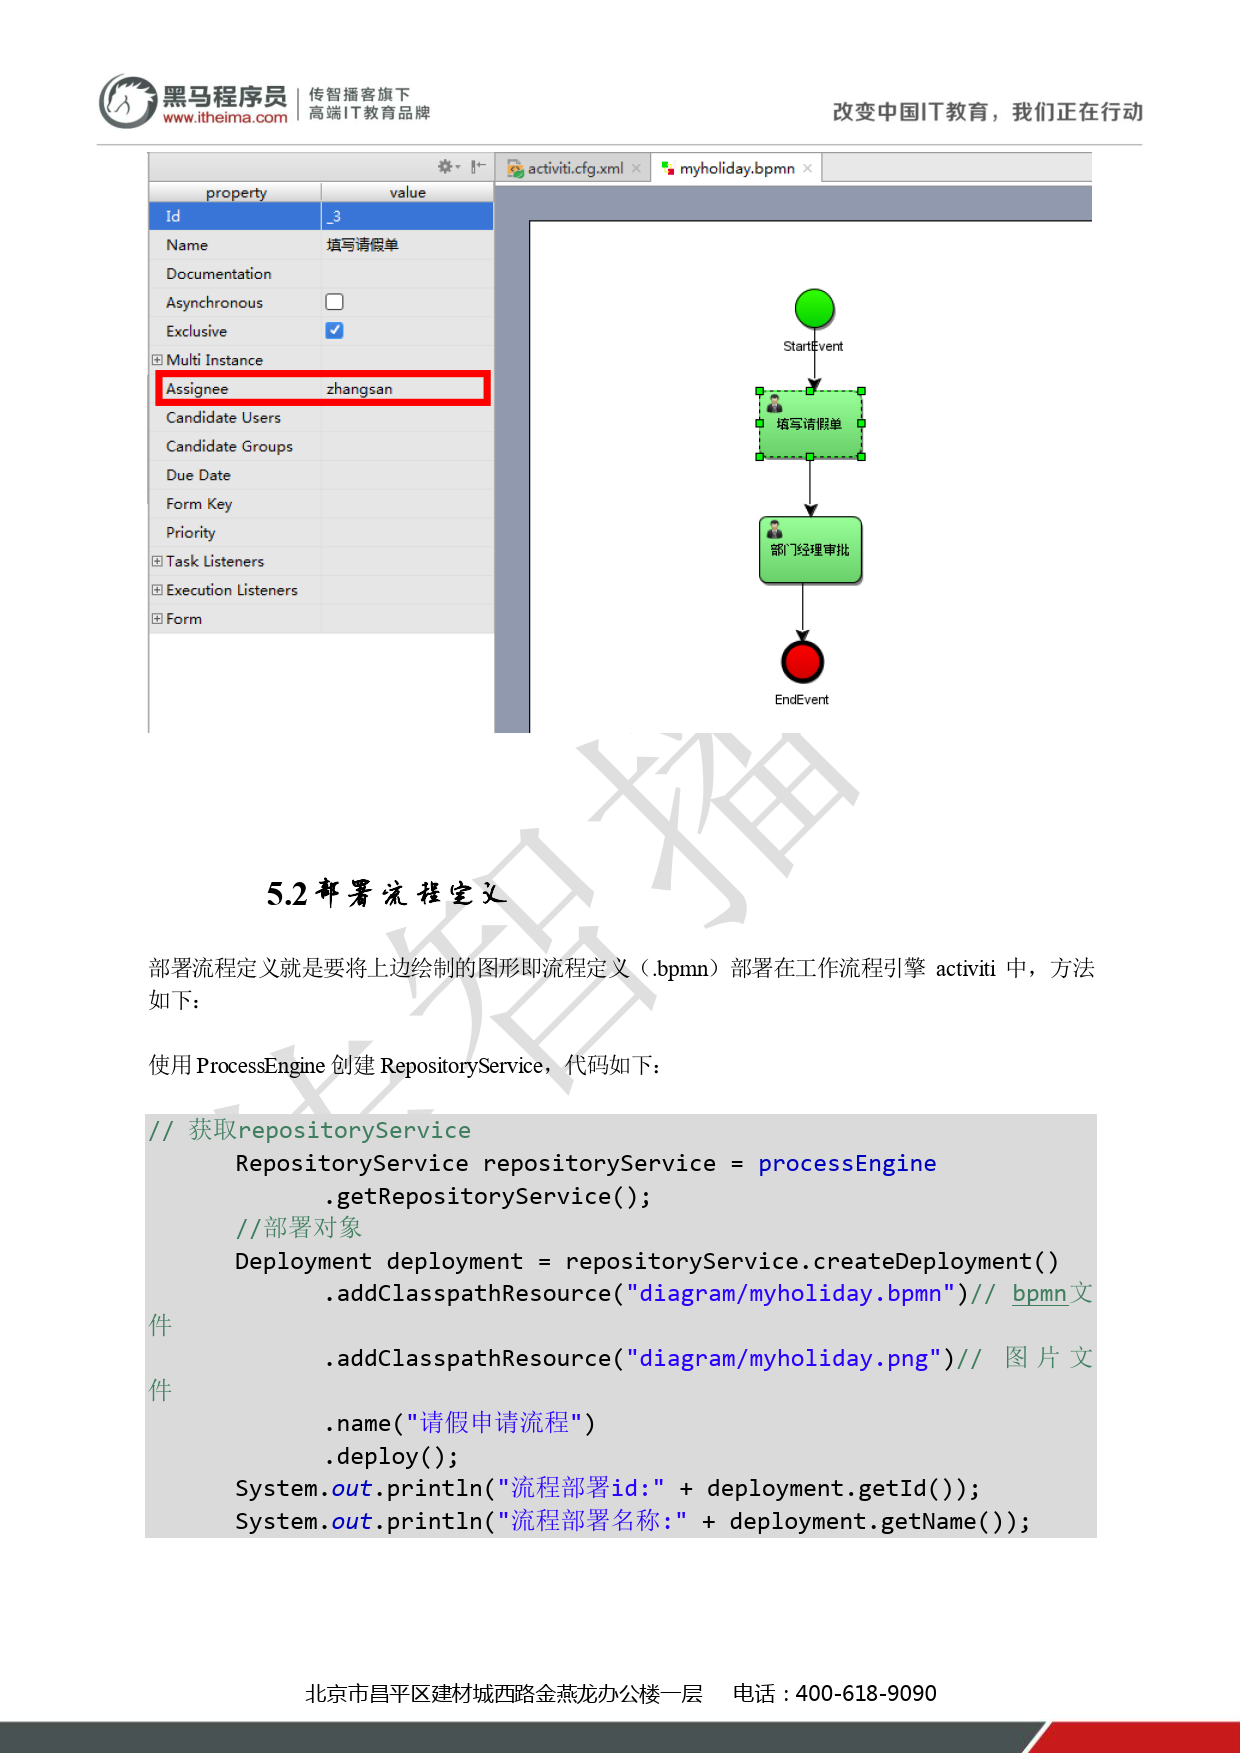 黑马程序员
www.itheima.com
传智播客旗下
高端IT教育品牌
改变中国IT教育，我们正在行动
activiti.cfg.xml
myholiday.bpmn
property value
Id _3
Name 填写请假单
Documentation
Asynchronous
Exclusive
Multi Instance
Assignee zhangsan
Candidate Users
Candidate Groups
Due Date
Form Key
Priority
Task Listeners
Execution Listeners
Form
StartEvent
填写请假单
部门经理审批
EndEvent
传智播
5.2部署流程定义
部署流程定义就是要将上边绘制的图形即流程定义（.bpmn）部署在工作流程引擎 activiti 中，方法
如下：
使用 ProcessEngine 创建 RepositoryService，代码如下：
// 获取repositoryService
RepositoryService repositoryService = processEngine
.getRepositoryService();
//部署对象
Deployment deployment = repositoryService.createDeployment()
.addClasspathResource("diagram/myholiday.bpmn")// bpmn文
件
.addClasspathResource("diagram/myholiday.png")// 图片文
件
.name("请假申请流程")
.deploy();
System.out.println("流程部署id:" + deployment.getId());
System.out.println("流程部署名称:" + deployment.getName());
北京市昌平区建材城西路金燕龙办公楼一层 电话：400-618-9090